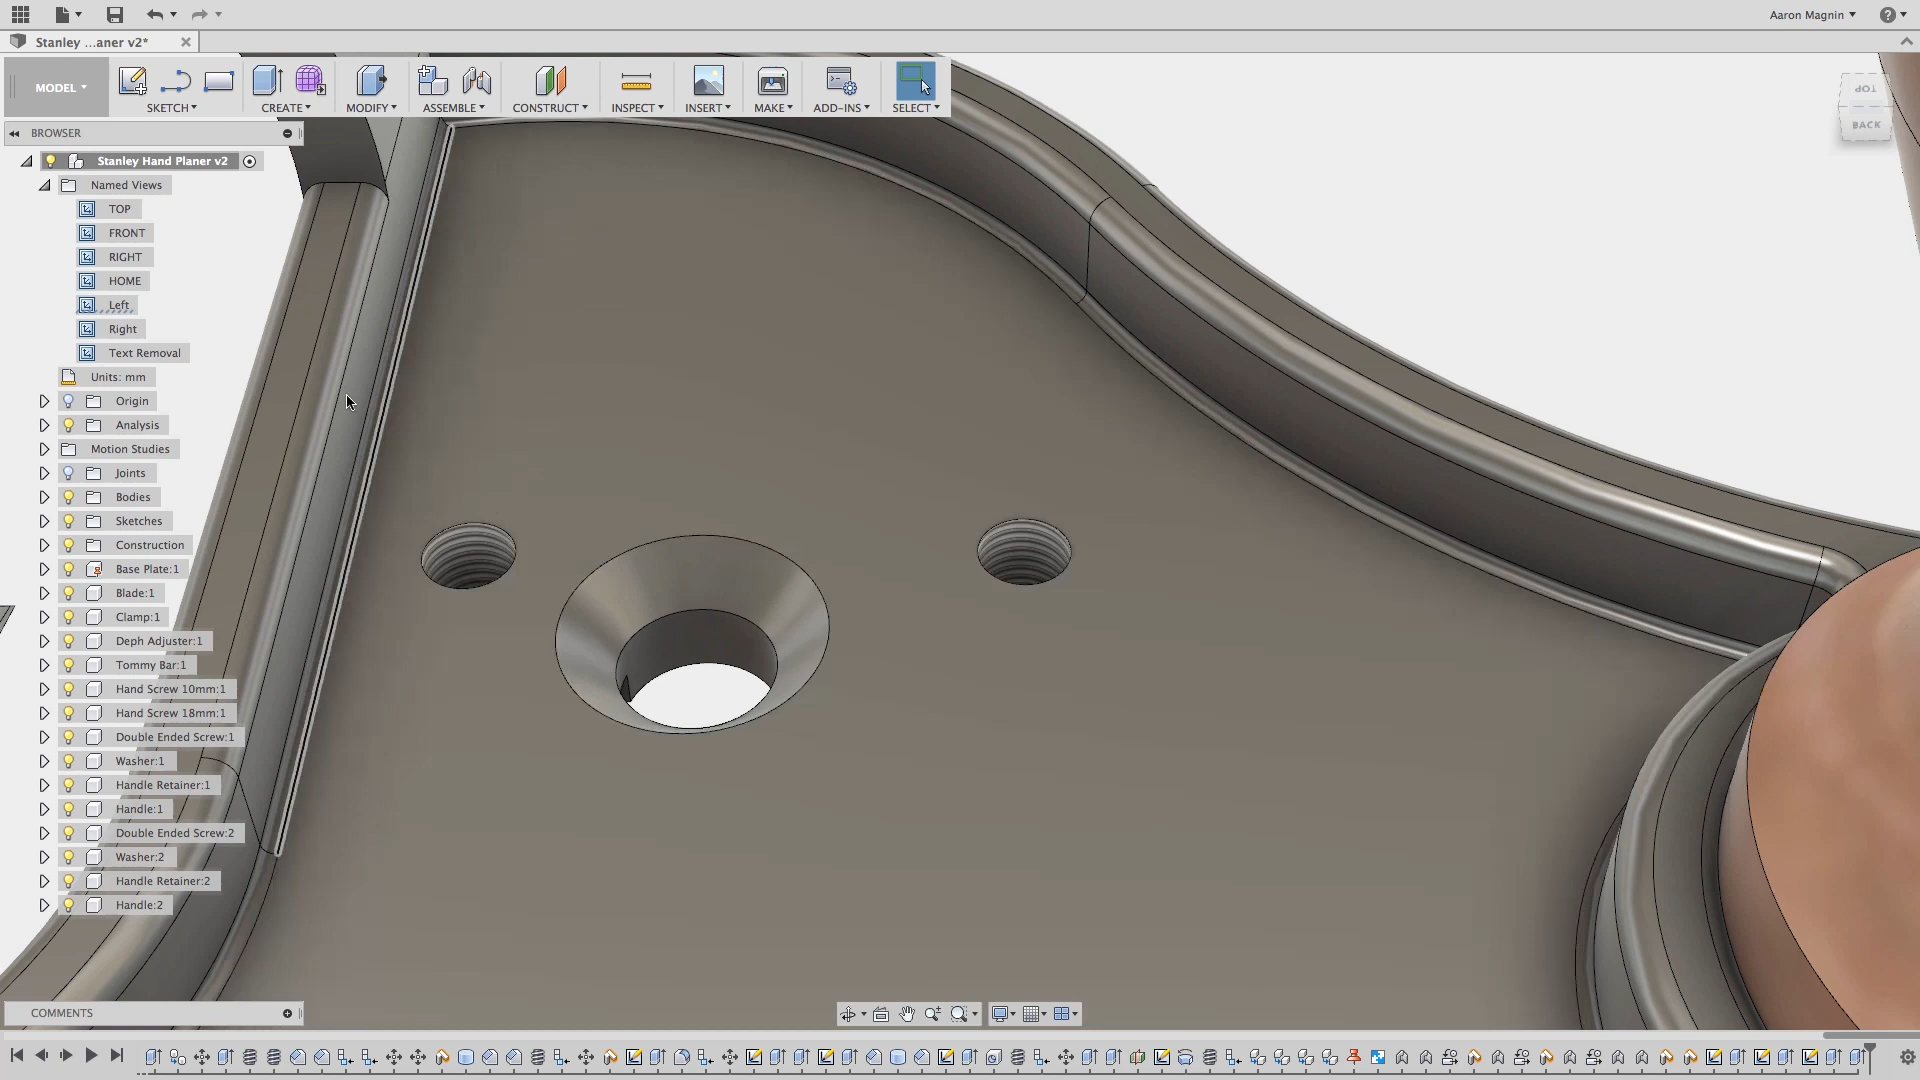 Aaron Magnin
?
Stanley ...aner v2*
MODEL
SKETCH
CREATE
MODIFY
ASSEMBLE
CONSTRUCT
INSPECT
INSERT
MAKE
ADD-INS
SELECT
TOP
BACK
BROWSER
Stanley Hand Planer v2
Named Views
TOP
FRONT
RIGHT
HOME
Left
Right
Text Removal
Units: mm
Origin
Analysis
Motion Studies
Joints
Bodies
Sketches
Construction
Base Plate:1
Blade:1
Clamp:1
Deph Adjuster:1
Tommy Bar:1
Hand Screw 10mm:1
Hand Screw 18mm:1
Double Ended Screw:1
Washer:1
Handle Retainer:1
Handle:1
Double Ended Screw:2
Washer:2
Handle Retainer:2
Handle:2
COMMENTS